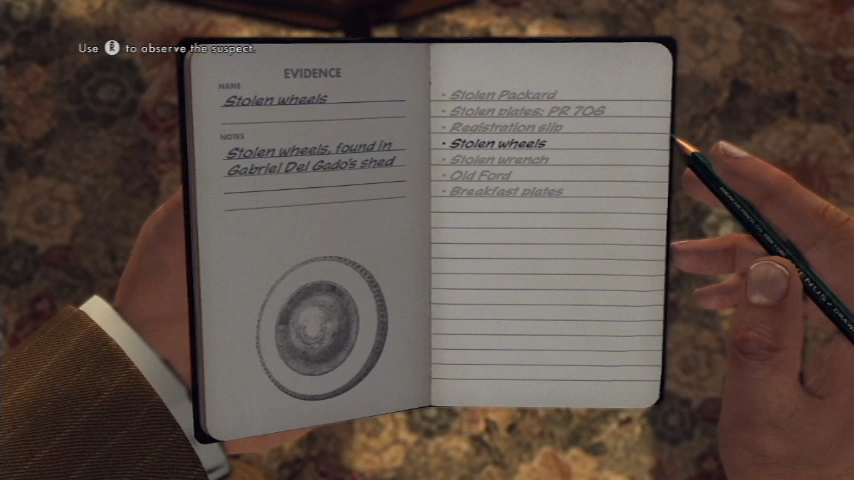 Use R to observe the suspect.
EVIDENCE
NAME
Stolen wheels
NOTES
Stolen wheels, found in
Gabriel Del Gado's shed
• Stolen Packard
• Stolen plates: PR 706
• Registration slip
• Stolen wheels
• Stolen wrench
• Old Ford
• Breakfast plates
VENUS